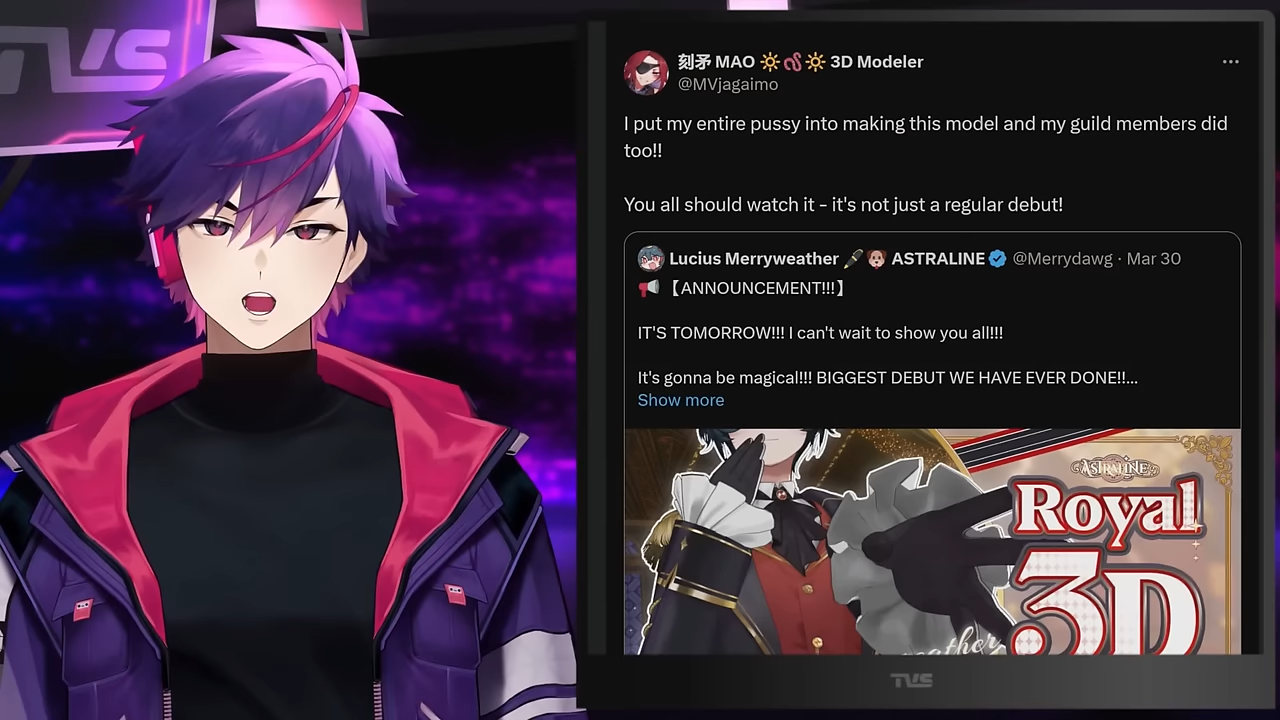 TVS
刻矛 MAO 🔆🪱🔆 3D Modeler
@MVjagaimo
I put my entire pussy into making this model and my guild members did
too!!
You all should watch it - it's not just a regular debut!
Lucius Merryweather 🖋️🐶 ASTRALINE @Merrydawg · Mar 30
📢【ANNOUNCEMENT!!!】
IT'S TOMORROW!!! I can't wait to show you all!!!
It's gonna be magical!!! BIGGEST DEBUT WE HAVE EVER DONE!!...
Show more
ASTRALINE
Royal
3D
eather
TVS